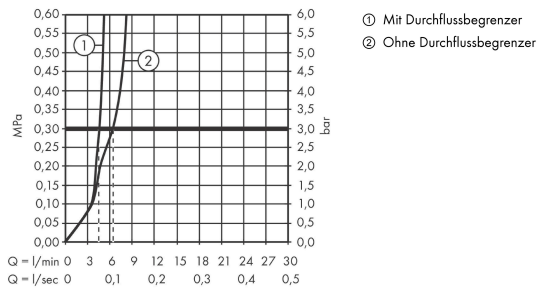 0,60 6,0 ① Mit Durchflussbegrenzer
0,55 5,5 ② Ohne Durchflussbegrenzer
0,50 5,0
0,45 4,5
0,40 4,0
0,35 3,5
0,30 3,0
0,25 2,5
0,20 2,0
0,15 1,5
0,10 1,0
0,05 0,5
0,00 0,0
MPa
bar
1
2
Q = l/min 0 3 6 9 12 15 18 21 24 27 30
Q = l/sec 0 0,1 0,2 0,3 0,4 0,5